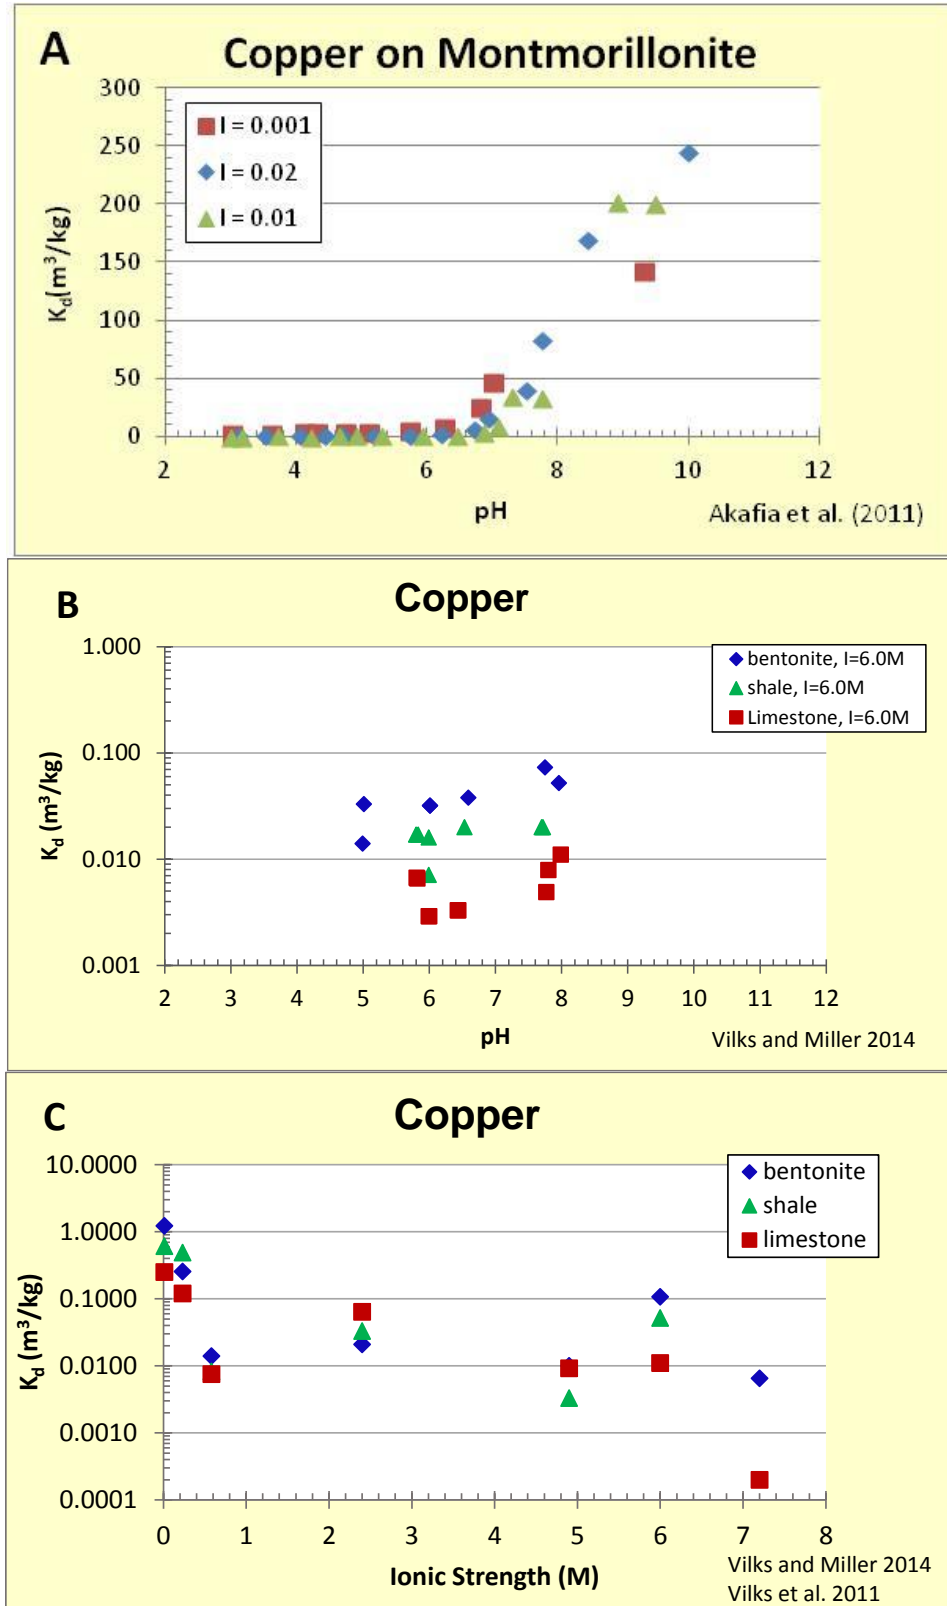 A
Copper on Montmorillonite
300
250
200
150
100
50
0
K_d(m³/kg)
I = 0.001
I = 0.02
I = 0.01
2 4 6 8 10 12
pH
Akafia et al. (2011)
B
Copper
1.000
0.100
0.010
0.001
K_d (m³/kg)
bentonite, I=6.0M
shale, I=6.0M
Limestone, I=6.0M
2 3 4 5 6 7 8 9 10 11 12
pH
Vilks and Miller 2014
C
Copper
10.0000
1.0000
0.1000
0.0100
0.0010
0.0001
K_d (m³/kg)
bentonite
shale
limestone
0 1 2 3 4 5 6 7 8
Ionic Strength (M)
Vilks and Miller 2014
Vilks et al. 2011